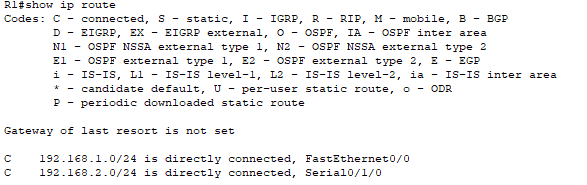 R1#show ip route
Codes: C - connected, S - static, I - IGRP, R - RIP, M - mobile, B - BGP
D - EIGRP, EX - EIGRP external, O - OSPF, IA - OSPF inter area
N1 - OSPF NSSA external type 1, N2 - OSPF NSSA external type 2
E1 - OSPF external type 1, E2 - OSPF external type 2, E - EGP
i - IS-IS, L1 - IS-IS level-1, L2 - IS-IS level-2, ia - IS-IS inter area
* - candidate default, U - per-user static route, o - ODR
P - periodic downloaded static route
Gateway of last resort is not set
C 192.168.1.0/24 is directly connected, FastEthernet0/0
C 192.168.2.0/24 is directly connected, Serial0/1/0